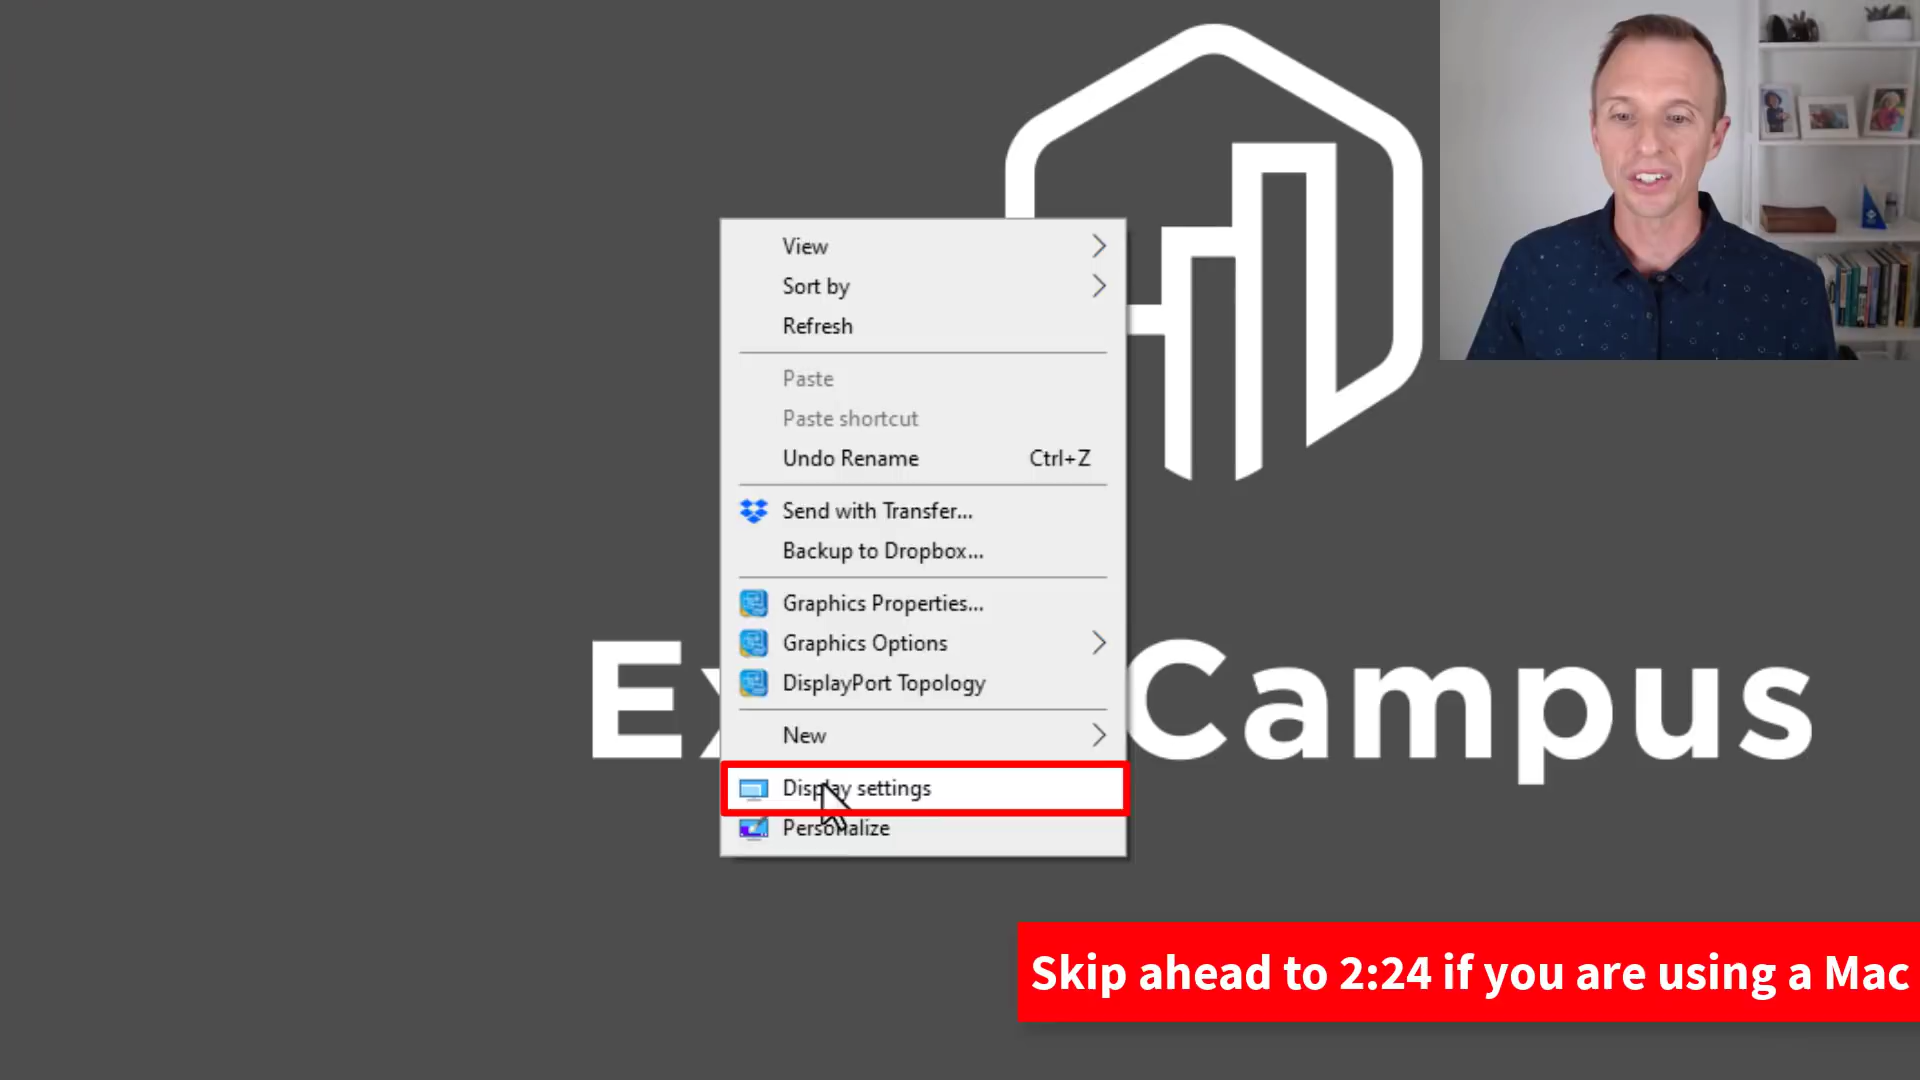 View
Sort by
Refresh
Paste
Paste shortcut
Undo Rename Ctrl+Z
Send with Transfer...
Backup to Dropbox...
Graphics Properties...
Graphics Options
DisplayPort Topology
New
Display settings
Personalize
Campus
Skip ahead to 2:24 if you are using a Mac